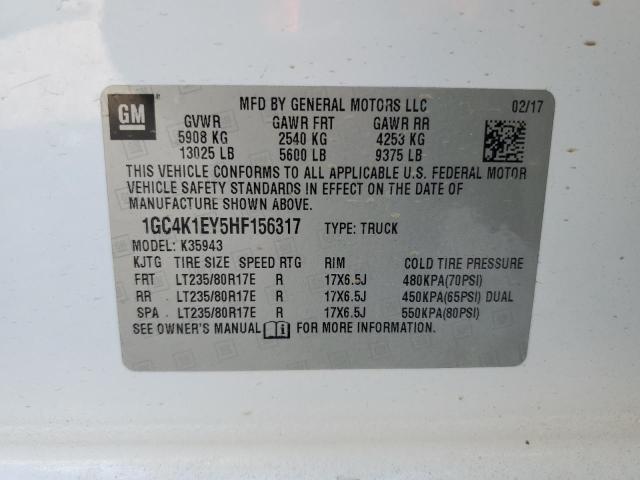 GM
MFD BY GENERAL MOTORS LLC 02/17
GVWR GAWR FRT GAWR RR
5908 KG 2540 KG 4253 KG
13025 LB 5600 LB 9375 LB
THIS VEHICLE CONFORMS TO ALL APPLICABLE U.S. FEDERAL MOTOR
VEHICLE SAFETY STANDARDS IN EFFECT ON THE DATE OF
MANUFACTURE SHOWN ABOVE.
1GC4K1EY5HF156317 TYPE: TRUCK
MODEL: K35943
KJTG TIRE SIZE SPEED RTG RIM COLD TIRE PRESSURE
FRT LT235/80R17E R 17X6.5J 480KPA(70PSI)
RR LT235/80R17E R 17X6.5J 450KPA(65PSI) DUAL
SPA LT235/80R17E R 17X6.5J 550KPA(80PSI)
SEE OWNER'S MANUAL FOR MORE INFORMATION.